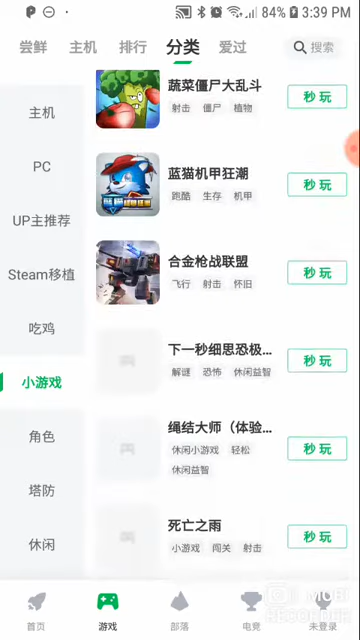 84% 3:39 PM
尝鲜 主机 排行 分类 爱过 搜索
主机
PC
UP主推荐
Steam移植
吃鸡
小游戏
角色
塔防
休闲
蔬菜僵尸大乱斗
射击 僵尸 植物
秒 玩
蓝猫机甲狂潮
跑酷 生存 机甲
秒 玩
合金枪战联盟
飞行 射击 怀旧
秒 玩
下一秒细思恐极...
解谜 恐怖 休闲益智
秒 玩
绳结大师（体验...
休闲小游戏 轻松
休闲益智
秒 玩
死亡之雨
小游戏 闯关 射击
秒 玩
首页 游戏 部落 电竞 未登录
MOBI
RECORDER